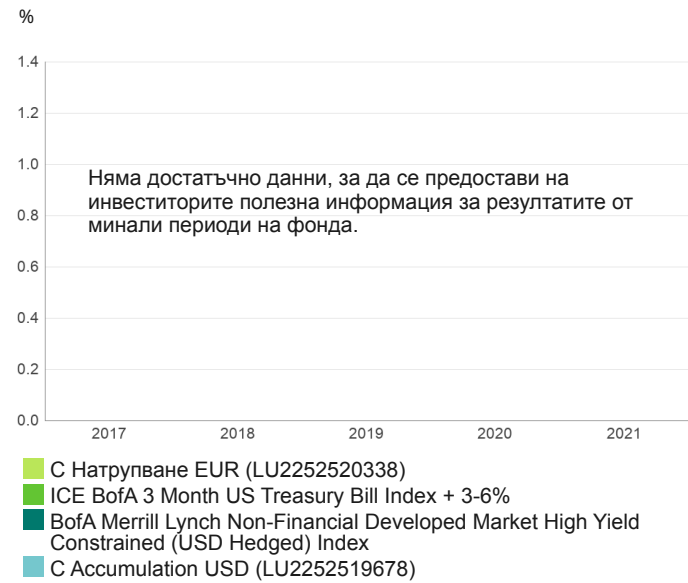 %
1.4
1.2
1.0
Няма достатъчно данни, за да се предостави на
инвеститорите полезна информация за резултатите от
0.8
минали периоди на фонда.
0.6
0.4
0.2
0.0
2017 2018 2019 2020 2021
C Натрупване EUR (LU2252520338)
ICE BofA 3 Month US Treasury Bill Index + 3-6%
BofA Merrill Lynch Non-Financial Developed Market High Yield
Constrained (USD Hedged) Index
C Accumulation USD (LU2252519678)